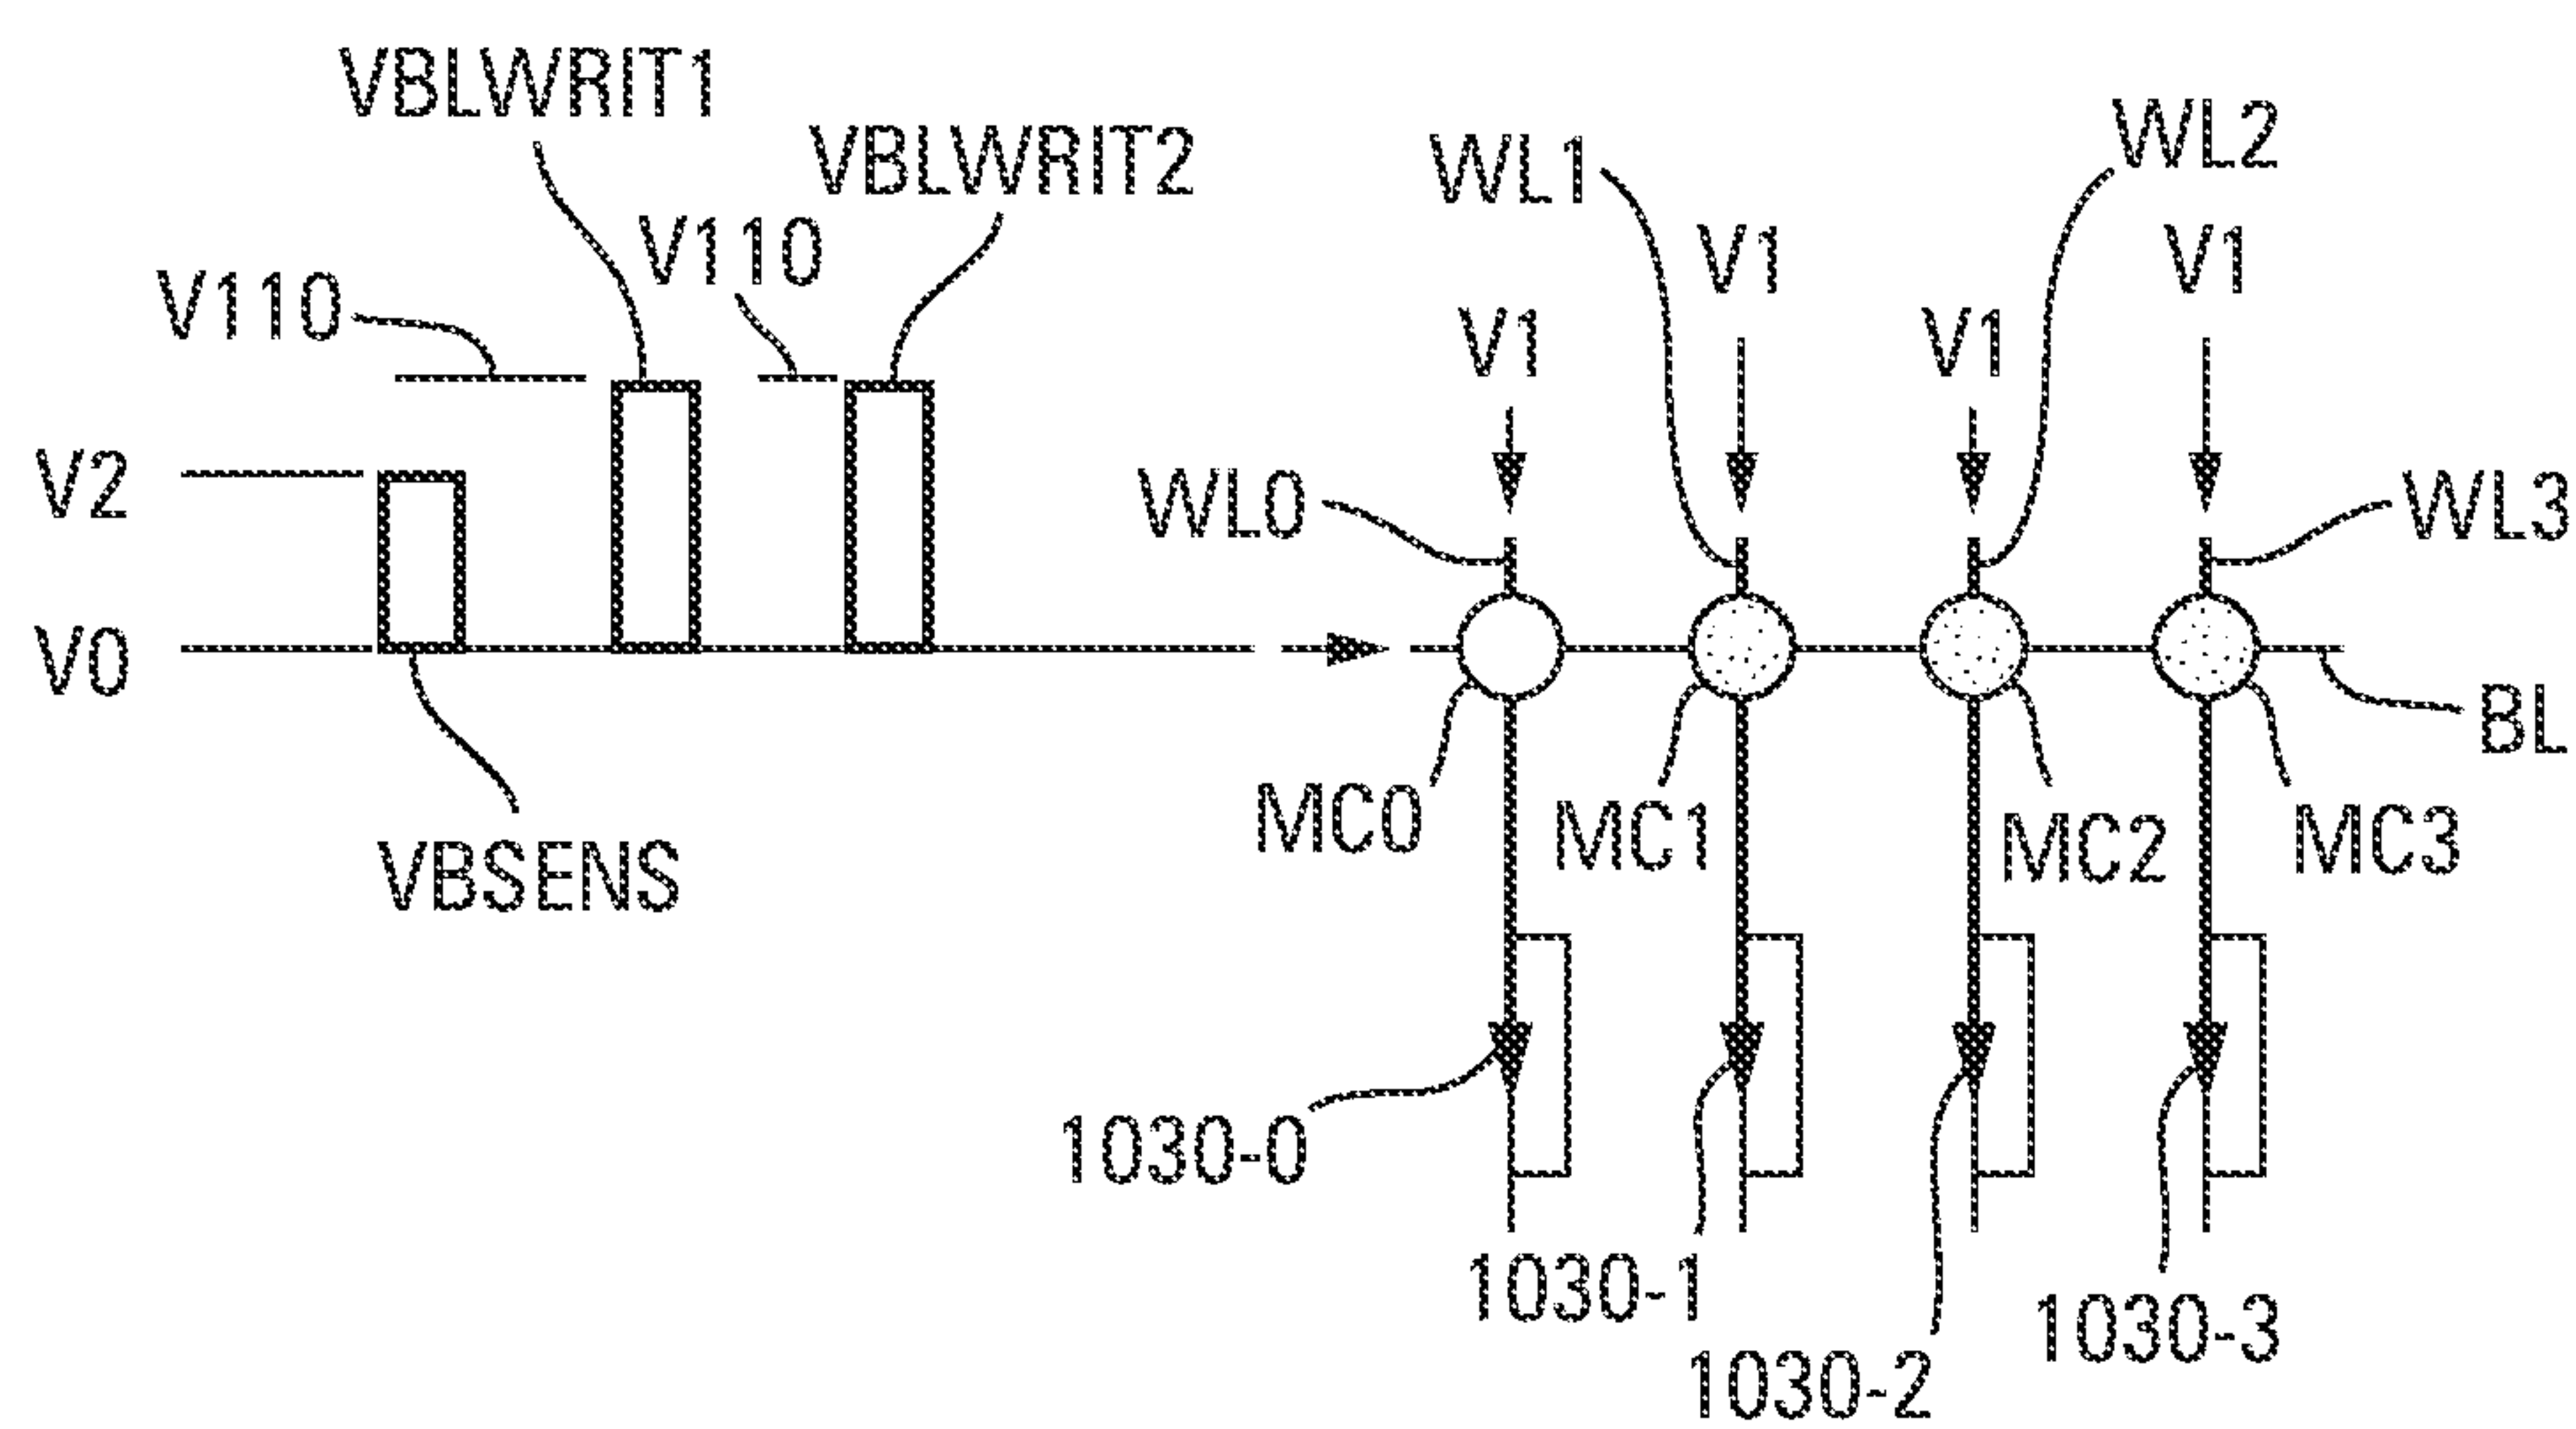 VBLWRIT1
VBLWRIT2
V110
V110
V2
V0
VBSENS
WL1
WL2
V1
V1
V1
V1
WL0
WL3
BL
MC0
MC1
MC2
MC3
1030-0
1030-1
1030-2
1030-3